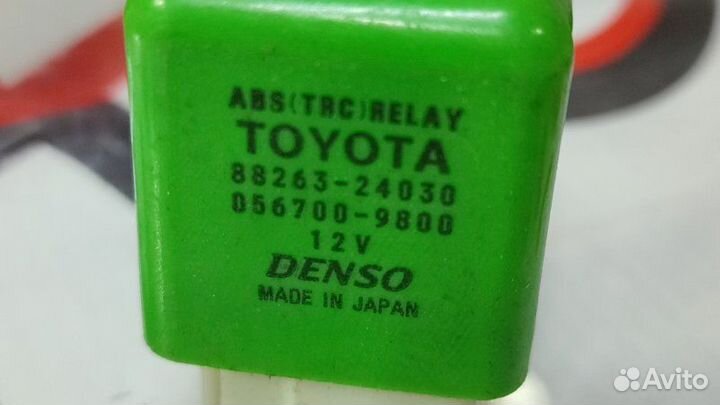 ABS(TRC)RELAY
TOYOTA
88263-24030
056700-9800
12V
DENSO
MADE IN JAPAN
Avito